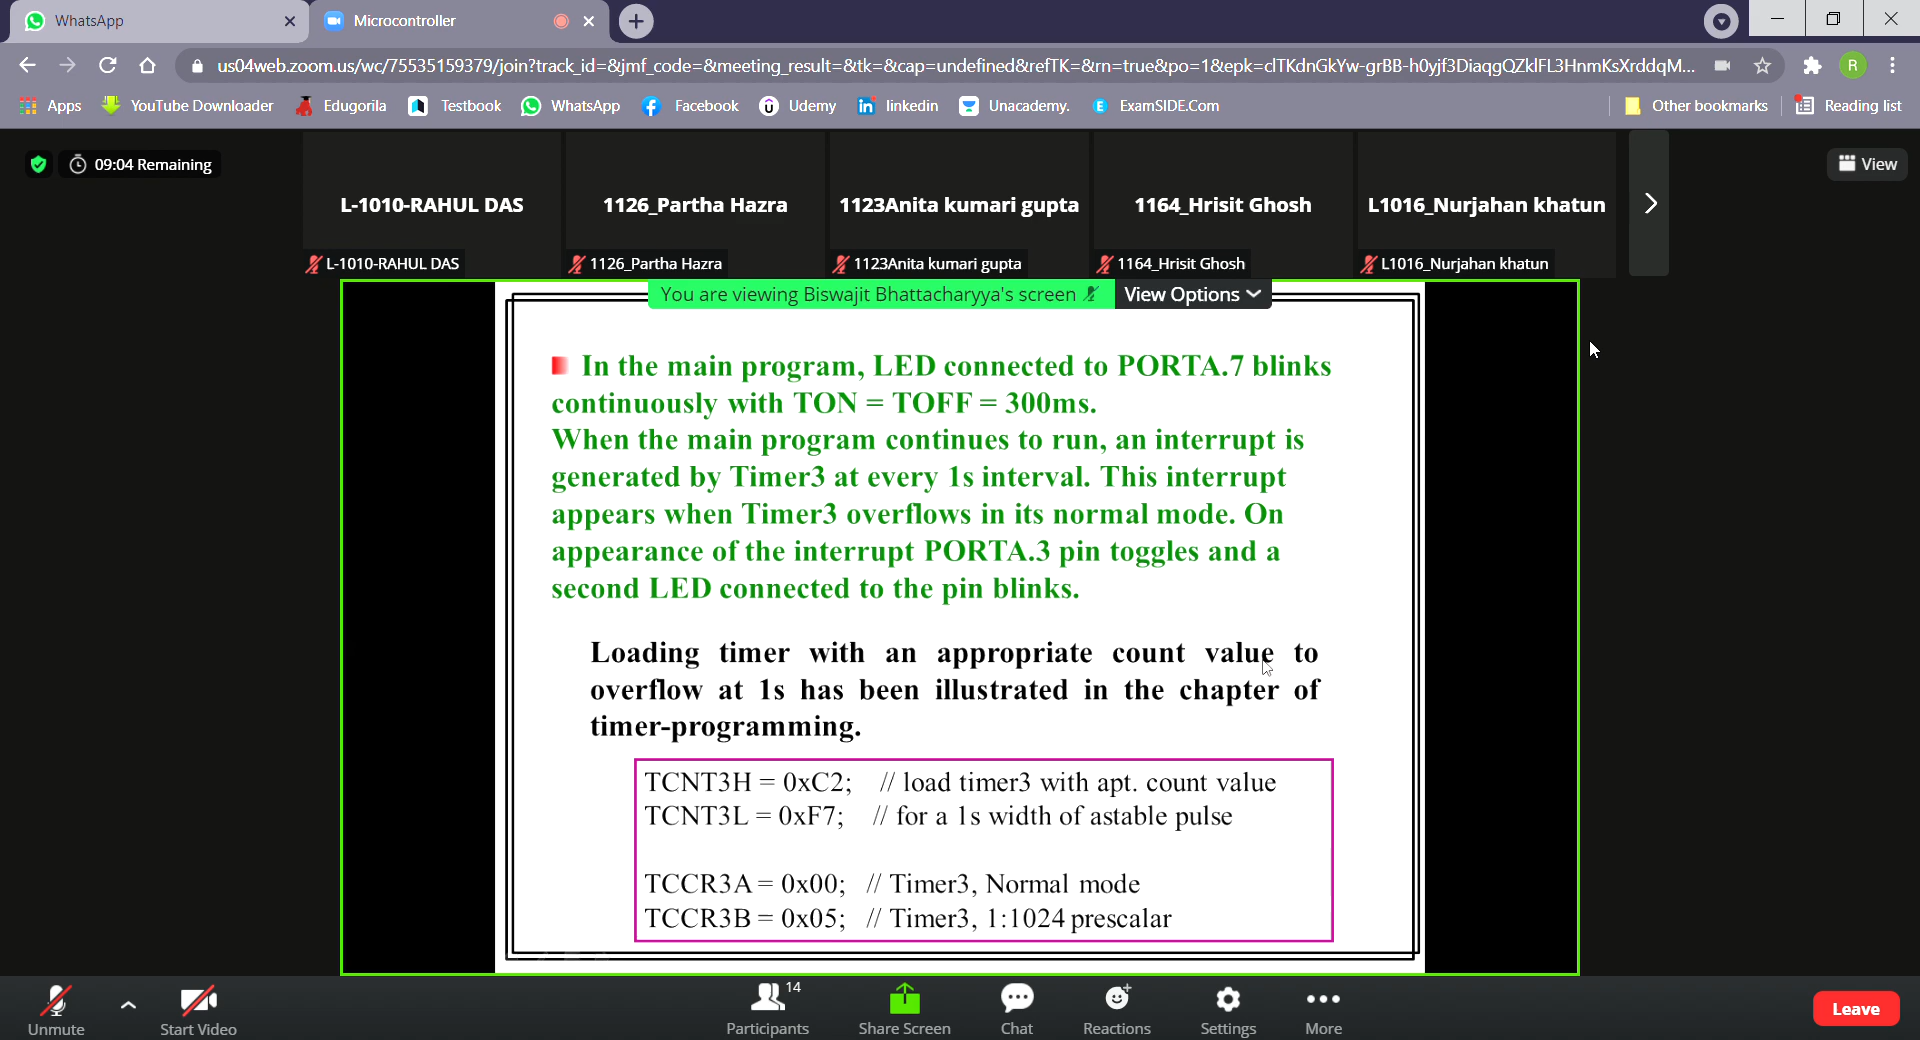 WhatsApp
Microcontroller
us04web.zoom.us/wc/75535159379/join?track_id=&jmf_code=&meeting_result=&tk=&cap=undefined&refTK=&rn=true&po=1&epk=clTKdnGkYw-grBB-h0yjf3DiaqgQZklFL3HnmKsXrddqM...
R
Apps YouTube Downloader Edugorilla Testbook WhatsApp Facebook Udemy linkedin Unacademy. ExamSIDE.Com Other bookmarks Reading list
09:04 Remaining
View
L-1010-RAHUL DAS 1126_Partha Hazra 1123Anita kumari gupta 1164_Hrisit Ghosh L1016_Nurjahan khatun
L-1010-RAHUL DAS 1126_Partha Hazra 1123Anita kumari gupta 1164_Hrisit Ghosh L1016_Nurjahan khatun
You are viewing Biswajit Bhattacharyya's screen View Options
In the main program, LED connected to PORTA.7 blinks
continuously with TON = TOFF = 300ms.
When the main program continues to run, an interrupt is
generated by Timer3 at every 1s interval. This interrupt
appears when Timer3 overflows in its normal mode. On
appearance of the interrupt PORTA.3 pin toggles and a
second LED connected to the pin blinks.
Loading timer with an appropriate count value to
overflow at 1s has been illustrated in the chapter of
timer-programming.
TCNT3H = 0xC2; // load timer3 with apt. count value
TCNT3L = 0xF7; // for a 1s width of astable pulse
TCCR3A = 0x00; // Timer3, Normal mode
TCCR3B = 0x05; // Timer3, 1:1024 prescalar
14
Unmute Start Video Participants Share Screen Chat Reactions Settings More Leave